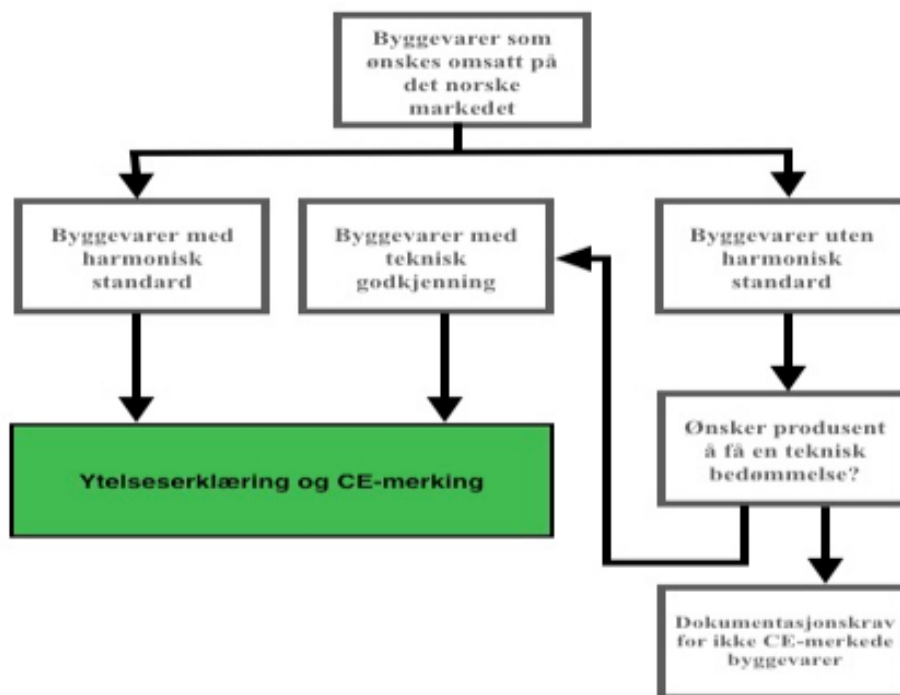 Byggevarer som
ønskes omsatt på
det norske
markedet
Byggevarer med
harmonisk
standard
Byggevarer med
teknisk
godkjenning
Byggevarer uten
harmonisk
standard
Ytelseserklæring og CE-merking
Ønsker produsent
å få en teknisk
bedømmelse?
Dokumentasjonskrav
for ikke CE-merkede
byggevarer